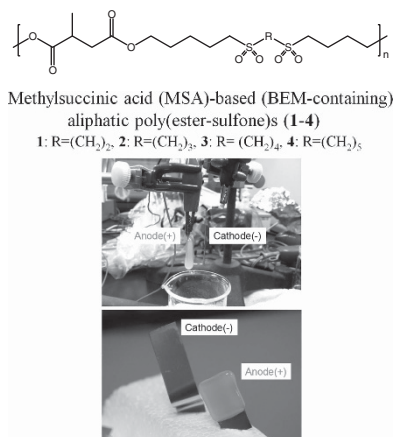 O
O
O
O
R
S
S
O
O
O
O
n
Methylsuccinic acid (MSA)-based (BEM-containing)
aliphatic poly(ester-sulfone)s (1-4)
1: R=(CH₂)₂, 2: R=(CH₂)₃, 3: R= (CH₂)₄, 4: R=(CH₂)₅
Anode(+) Cathode(-)
Cathode(-)
Anode(+)